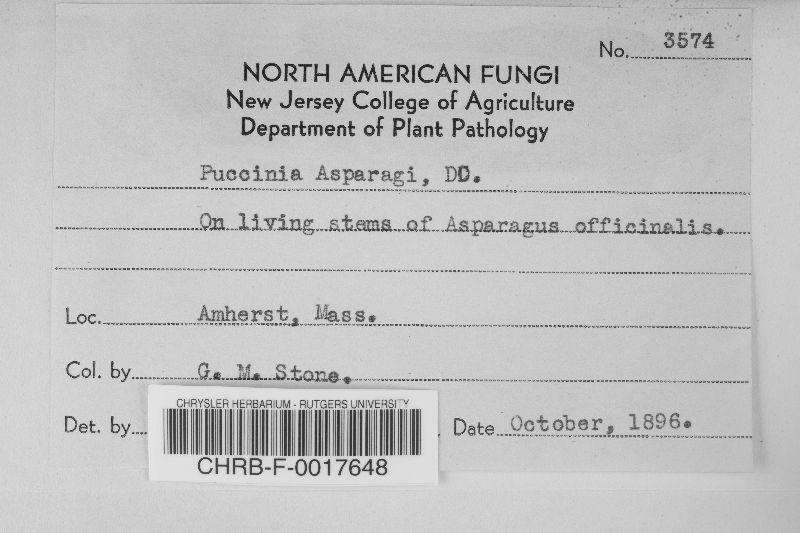 No. 3574
NORTH AMERICAN FUNGI
New Jersey College of Agriculture
Department of Plant Pathology
Puccinia Asparagi, DC.
On living stems of Asparagus officinalis.
Loc. Amherst, Mass.
Col. by G. M. Stone.
Det. by
Date October, 1896.
CHRYSLER HERBARIUM - RUTGERS UNIVERSITY
CHRB-F-0017648